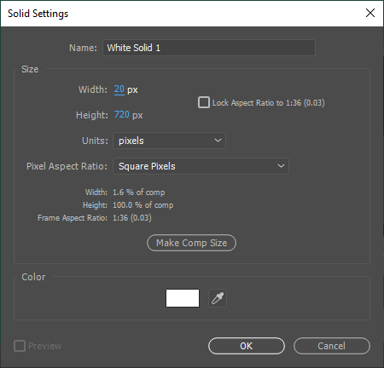 Solid Settings
Name: White Solid 1
Size
Width: 20 px
Lock Aspect Ratio to 1:36 (0.03)
Height: 720 px
Units: pixels
Pixel Aspect Ratio: Square Pixels
Width: 1.6 % of comp
Height: 100.0 % of comp
Frame Aspect Ratio: 1:36 (0.03)
Make Comp Size
Color
Preview
OK
Cancel